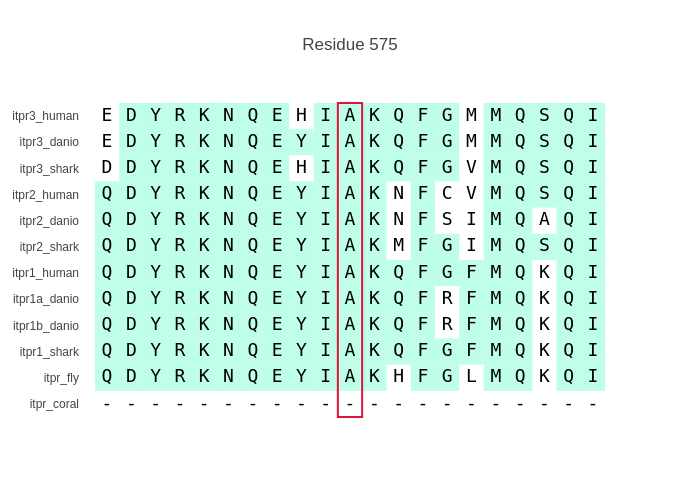 Residue 575
itpr3_human E D Y R K N Q E H I A K Q F G M M Q S Q I
itpr3_danio E D Y R K N Q E Y I A K Q F G M M Q S Q I
itpr3_shark D D Y R K N Q E H I A K Q F G V M Q S Q I
itpr2_human Q D Y R K N Q E Y I A K N F C V M Q S Q I
itpr2_danio Q D Y R K N Q E Y I A K N F S I M Q A Q I
itpr2_shark Q D Y R K N Q E Y I A K M F G I M Q S Q I
itpr1_human Q D Y R K N Q E Y I A K Q F G F M Q K Q I
itpr1a_danio Q D Y R K N Q E Y I A K Q F R F M Q K Q I
itpr1b_danio Q D Y R K N Q E Y I A K Q F R F M Q K Q I
itpr1_shark Q D Y R K N Q E Y I A K Q F G F M Q K Q I
itpr_fly Q D Y R K N Q E Y I A K H F G L M Q K Q I
itpr_coral - - - - - - - - - - - - - - - - - - - - -